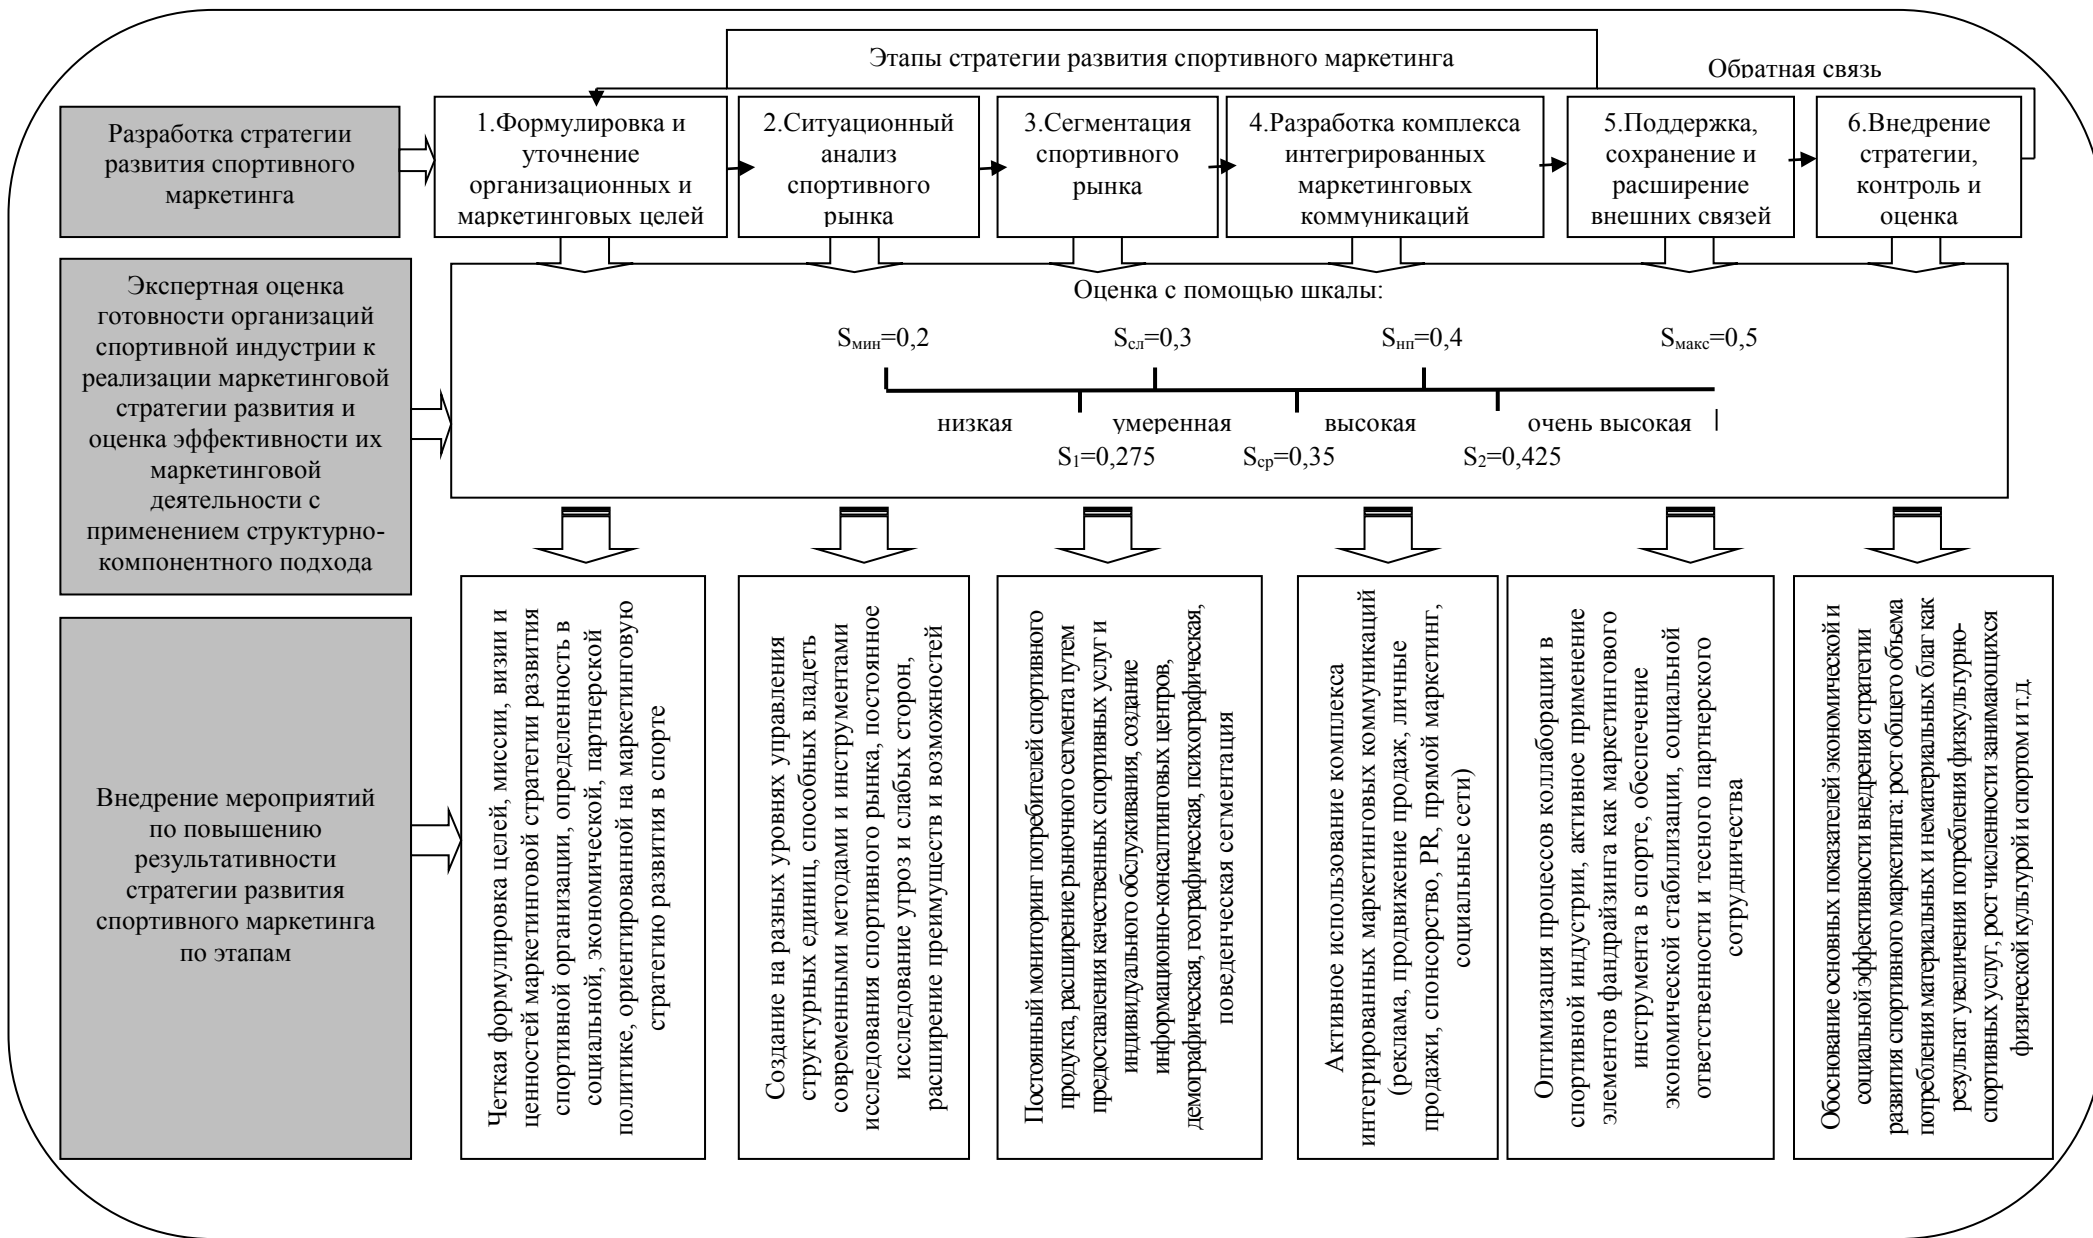 Этапы стратегии развития спортивного маркетинга
Обратная связь
Разработка стратегии
развития спортивного
маркетинга
1.Формулировка и
уточнение
организационных и
маркетинговых целей
2.Ситуационный
анализ
спортивного
рынка
3.Сегментация
спортивного
рынка
4.Разработка комплекса
интегрированных
маркетинговых
коммуникаций
5.Поддержка,
сохранение и
расширение
внешних связей
6.Внедрение
стратегии,
контроль и
оценка
Экспертная оценка
готовности организаций
спортивной индустрии к
реализации маркетинговой
стратегии развития и
оценка эффективности их
маркетинговой
деятельности с
применением структурно-
компонентного подхода
Оценка с помощью шкалы:
Sмин=0,2 Sсл=0,3 Sнп=0,4 Sмакс=0,5
низкая умеренная высокая очень высокая
S1=0,275 Sср=0,35 S2=0,425
Внедрение мероприятий
по повышению
результативности
стратегии развития
спортивного маркетинга
по этапам
Четкая формулировка целей, миссии, визии и
ценностей маркетинговой стратегии развития
спортивной организации, определенность в
социальной, экономической, партнерской
политике, ориентированной на маркетинговую
стратегию развития в спорте
Создание на разных уровнях управления
структурных единиц, способных владеть
современными методами и инструментами
исследования спортивного рынка, постоянное
исследование угроз и слабых сторон,
расширение преимуществ и возможностей
Постоянный мониторинг потребителей спортивного
продукта, расширение рыночного сегмента путем
предоставления качественных спортивных услуг и
индивидуального обслуживания, создание
информационно-консалтинговых центров,
демографическая, географическая, психографическая,
поведенческая сегментация
Активное использование комплекса
интегрированных маркетинговых коммуникаций
(реклама, продвижение продаж, личные
продажи, спонсорство, PR, прямой маркетинг,
социальные сети)
Оптимизация процессов коллаборации в
спортивной индустрии, активное применение
элементов фандрайзинга как маркетингового
инструмента в спорте, обеспечение
экономической стабилизации, социальной
ответственности и тесного партнерского
сотрудничества
Обоснование основных показателей экономической и
социальной эффективности внедрения стратегии
развития спортивного маркетинга: рост общего объема
потребления материальных и нематериальных благ как
результат увеличения потребления физкультурно-
спортивных услуг, рост численности занимающихся
физической культурой и спортом и т.д.